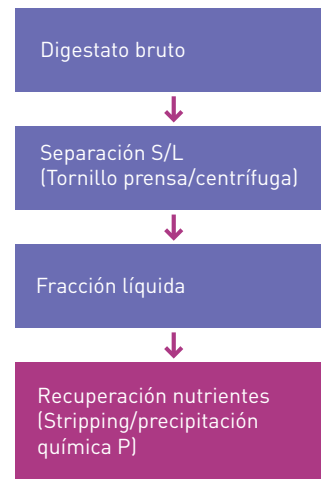 Digestato bruto
Separación S/L
(Tornillo prensa/centrífuga)
Fracción líquida
Recuperación nutrientes
(Stripping/precipitación
química P)